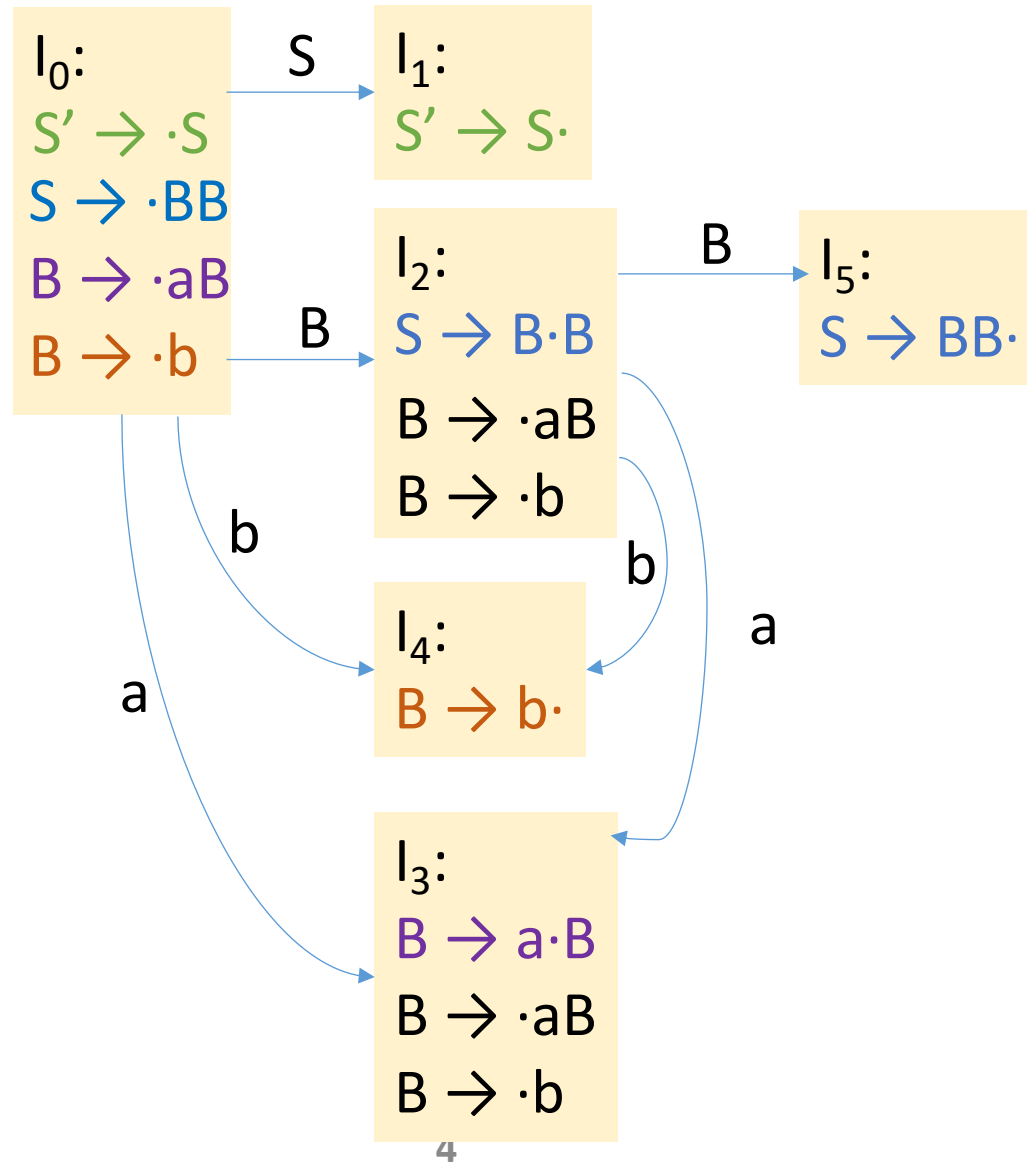 I₀:
S′ → ·S
S → ·BB
B → ·aB
B → ·b
S
I₁:
S′ → S·
B
I₂:
S → B·B
B → ·aB
B → ·b
B
I₅:
S → BB·
b
b
a
a
I₄:
B → b·
I₃:
B → a·B
B → ·aB
B → ·b
4